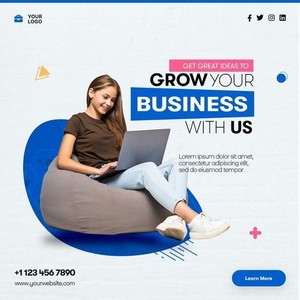 YOUR
LOGO
GET GREAT IDEAS TO
GROW YOUR
BUSINESS
WITH US
Lorem ipsum dolor sit amet,
consectetur adipiscing elit,
sed do eiusmod tempor
+1 123 456 7890
www.yourwebsite.com
Learn More